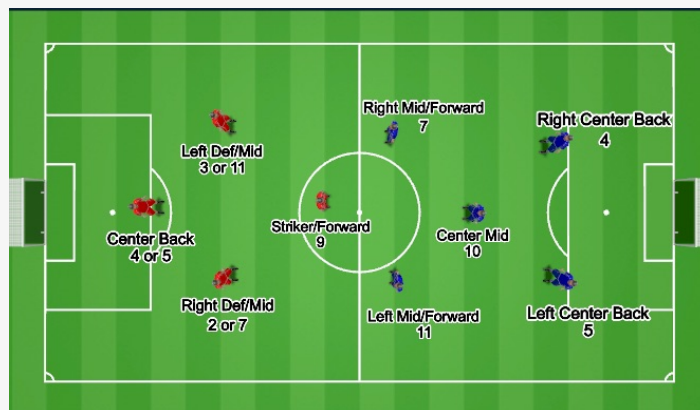 Right Mid/Forward
7
Right Center Back
4
Left Def/Mid
3 or 11
Striker/Forward
9
Center Mid
10
Center Back
4 or 5
Right Def/Mid
2 or 7
Left Mid/Forward
11
Left Center Back
5